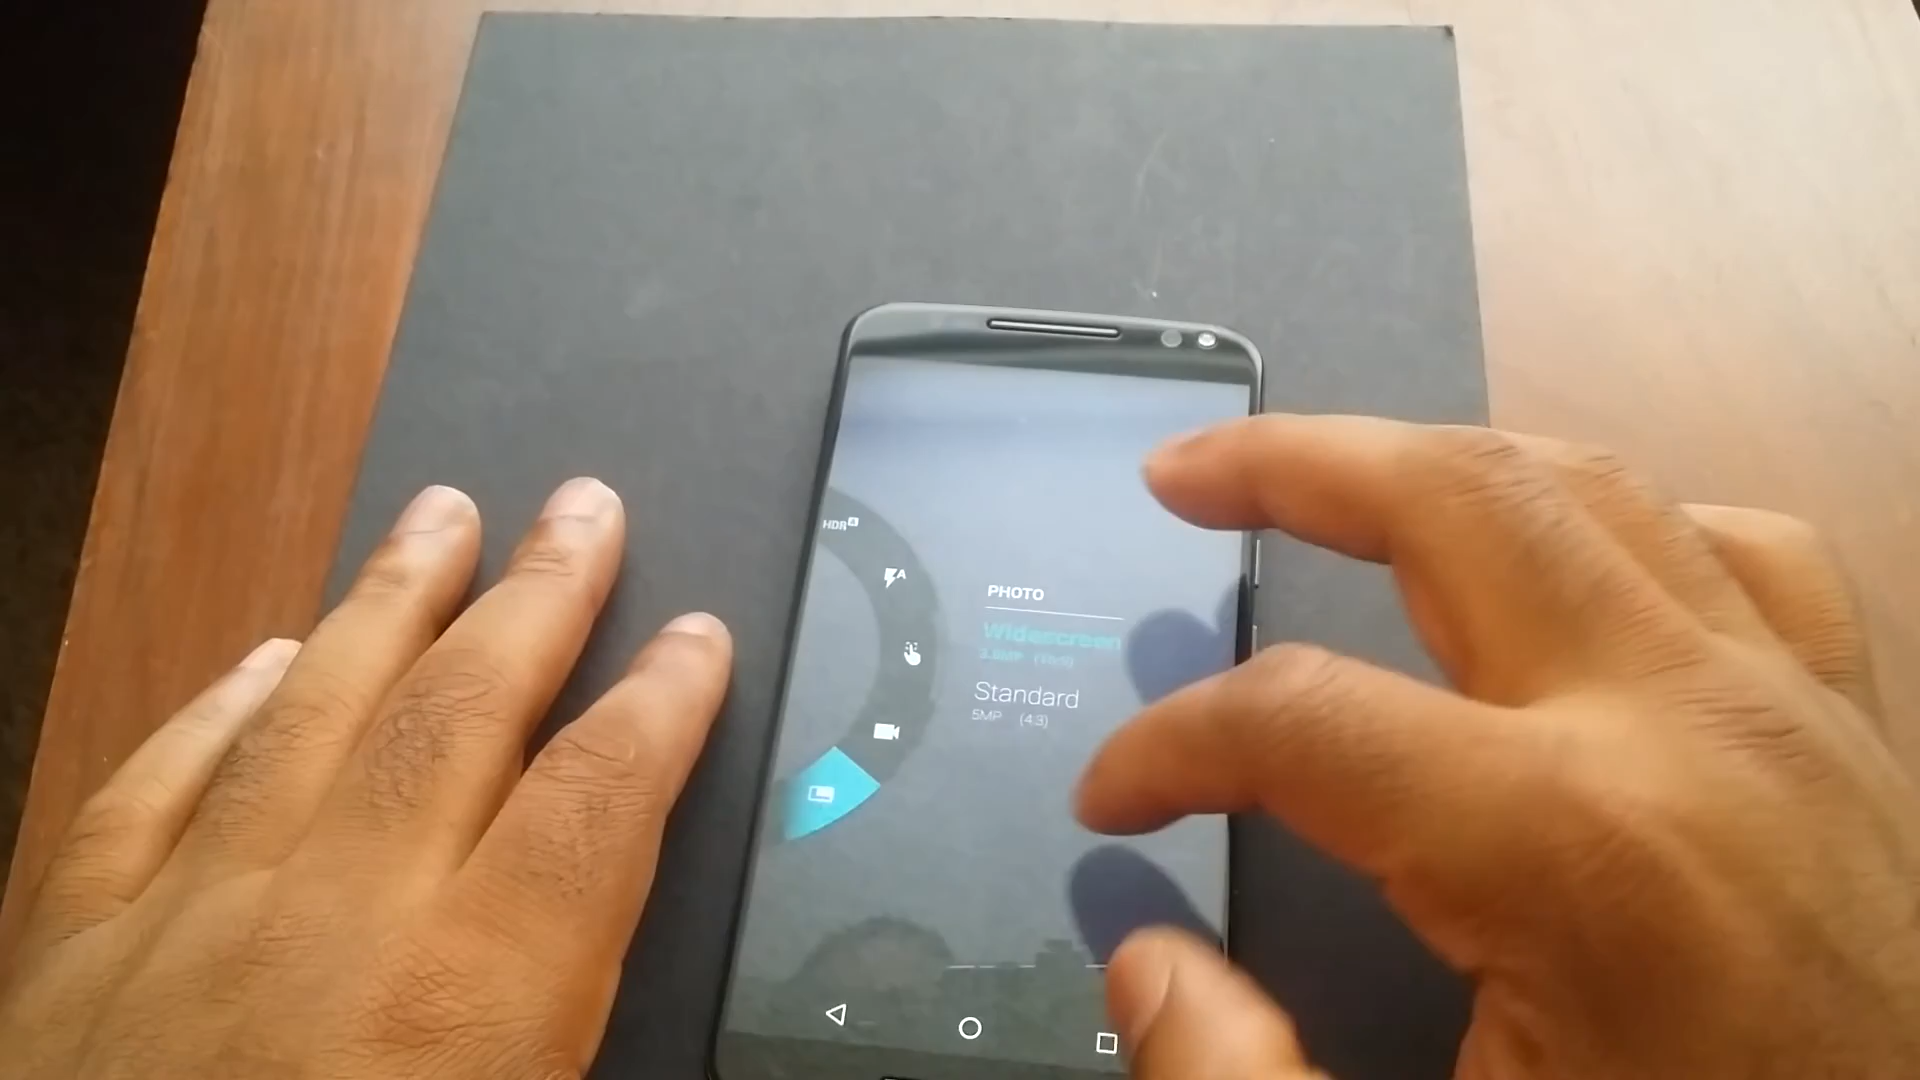 HDR
A
PHOTO
Widescreen
Standard
5MP (4:3)